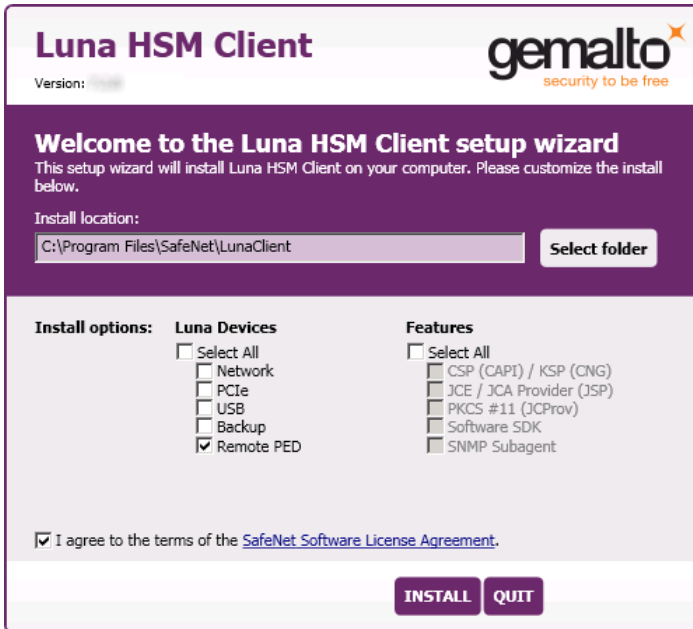 Luna HSM Client
gemalto
security to be free
Version:
Welcome to the Luna HSM Client setup wizard
This setup wizard will install Luna HSM Client on your computer. Please customize the install
below.
Install location:
C:\Program Files\SafeNet\LunaClient
Select folder
Install options:
Luna Devices
Select All
Network
PCIe
USB
Backup
Remote PED
Features
Select All
CSP (CAPI) / KSP (CNG)
JCE / JCA Provider (JSP)
PKCS #11 (JCProv)
Software SDK
SNMP Subagent
I agree to the terms of the SafeNet Software License Agreement.
INSTALL
QUIT